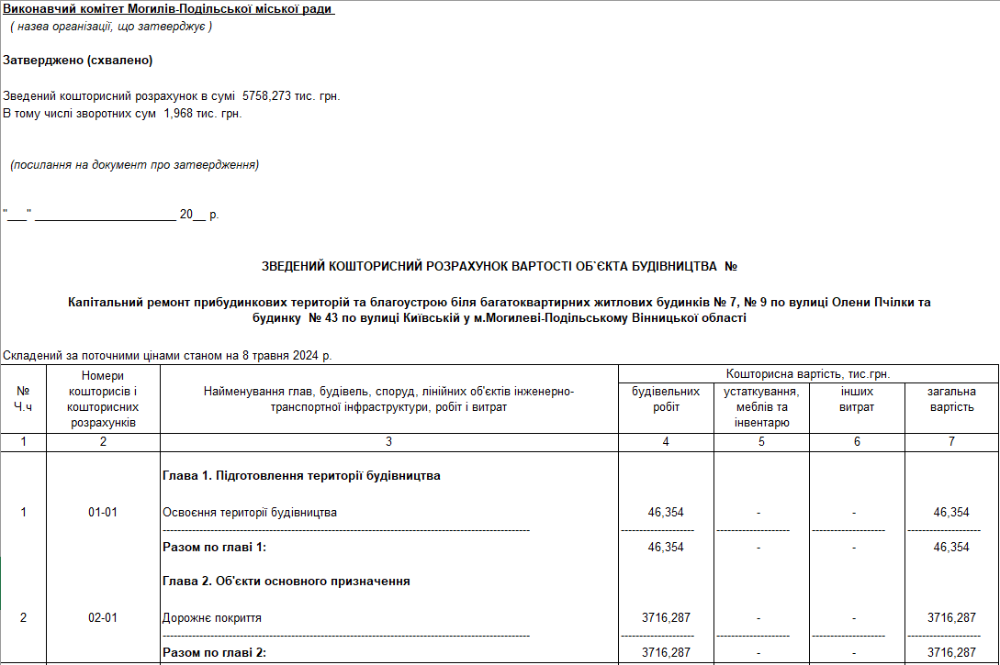 Виконавчий комітет Могилів-Подільської міської ради
( назва організації, що затверджує )
Затверджено (схвалено)
Зведений кошторисний розрахунок в сумі 5758,273 тис. грн.
В тому числі зворотних сум 1,968 тис. грн.
(посилання на документ про затвердження)
"___" ______________________ 20__ р.
ЗВЕДЕНИЙ КОШТОРИСНИЙ РОЗРАХУНОК ВАРТОСТІ ОБ`ЄКТА БУДІВНИЦТВА №
Капітальний ремонт прибудинкових територій та благоустрою біля багатоквартирних житлових будинків № 7, № 9 по вулиці Олени Пчілки та
будинку № 43 по вулиці Київській у м.Могилеві-Подільському Вінницької області
Складений за поточними цінами станом на 8 травня 2024 р.
№
Ч.ч
Номери
кошторисів і
кошторисних
розрахунків
Найменування глав, будівель, споруд, лінійних об'єктів інженерно-
транспортної інфраструктури, робіт і витрат
Кошторисна вартість, тис.грн.
будівельних
робіт
устаткування,
меблів та
інвентарю
інших
витрат
загальна
вартість
1 2 3 4 5 6 7
Глава 1. Підготовлення території будівництва
1 01-01 Освоєння території будівництва 46,354 - - 46,354
Разом по главі 1: 46,354 - - 46,354
Глава 2. Об'єкти основного призначення
2 02-01 Дорожнє покриття 3716,287 - - 3716,287
Разом по главі 2: 3716,287 - - 3716,287